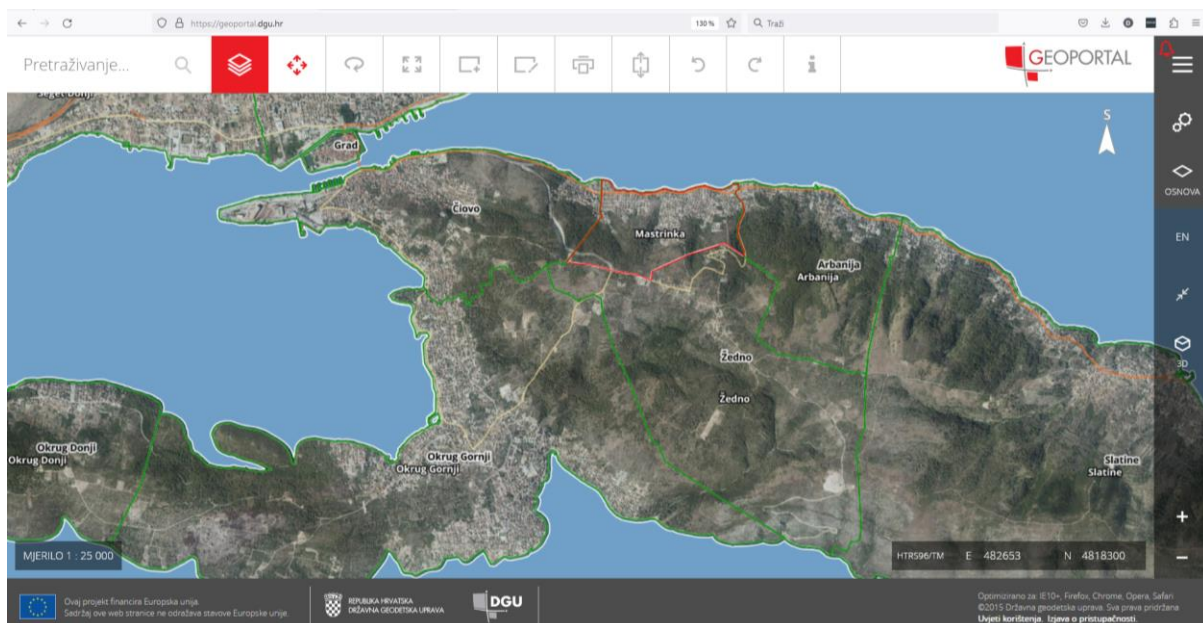 https://geoportal.dgu.hr
130 %
Traži
Pretraživanje...
GEOPORTAL
Seget Donji
Grad
S
OSNOVA
Čiovo
Mastrinka
EN
Arbanija
Arbanija
Žedno
3D
Žedno
Okrug Donji
Okrug Donji
Okrug Gornji
Okrug Gornji
Slatine
Slatine
MJERILO 1 : 25 000
HTRS96/TM E 482653 N 4818300
Ovaj projekt financira Europska unija.
Sadržaj ove web stranice ne odražava stavove Europske unije.
REPUBLIKA HRVATSKA
DRŽAVNA GEODETSKA UPRAVA
DGU
Optimizirano za: IE10+, Firefox, Chrome, Opera, Safari
©2015 Državna geodetska uprava. Sva prava pridržana
Uvjeti korištenja. Izjava o pristupačnosti.